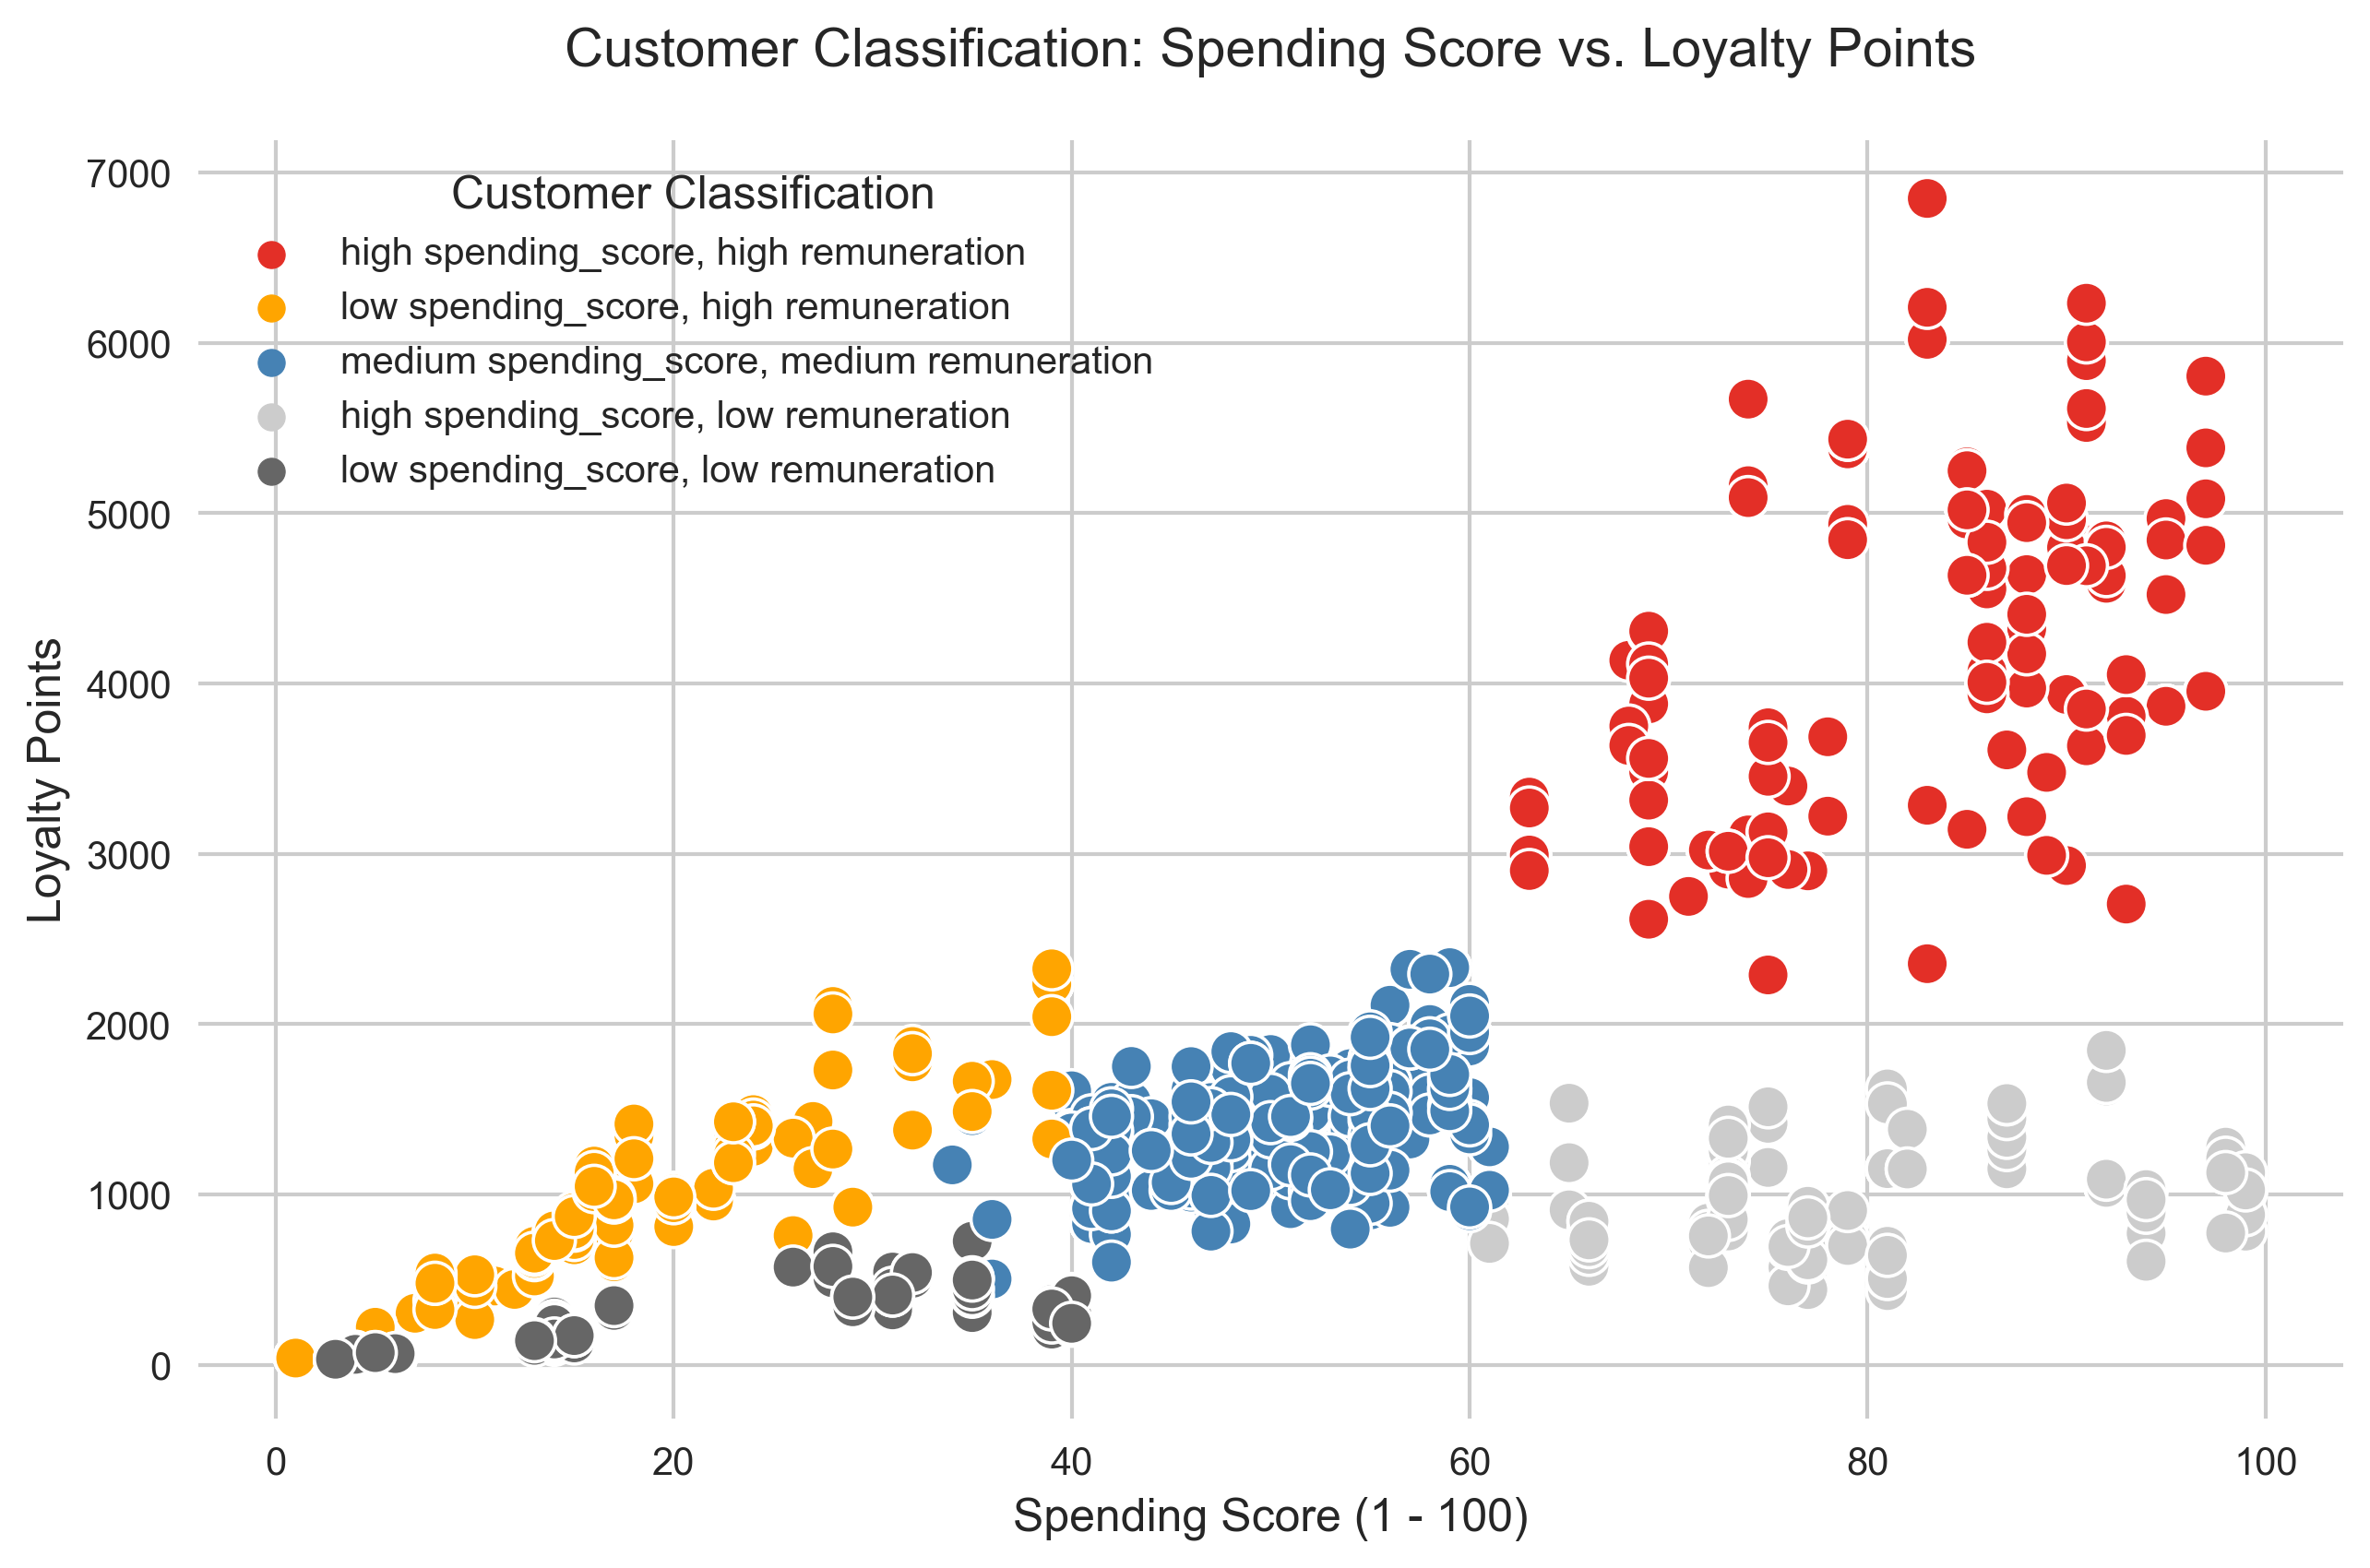 Customer Classification: Spending Score vs. Loyalty Points
7000
6000
5000
4000
3000
2000
1000
0
Loyalty Points
Customer Classification
high spending_score, high remuneration
low spending_score, high remuneration
medium spending_score, medium remuneration
high spending_score, low remuneration
low spending_score, low remuneration
0 20 40 60 80 100
Spending Score (1 - 100)